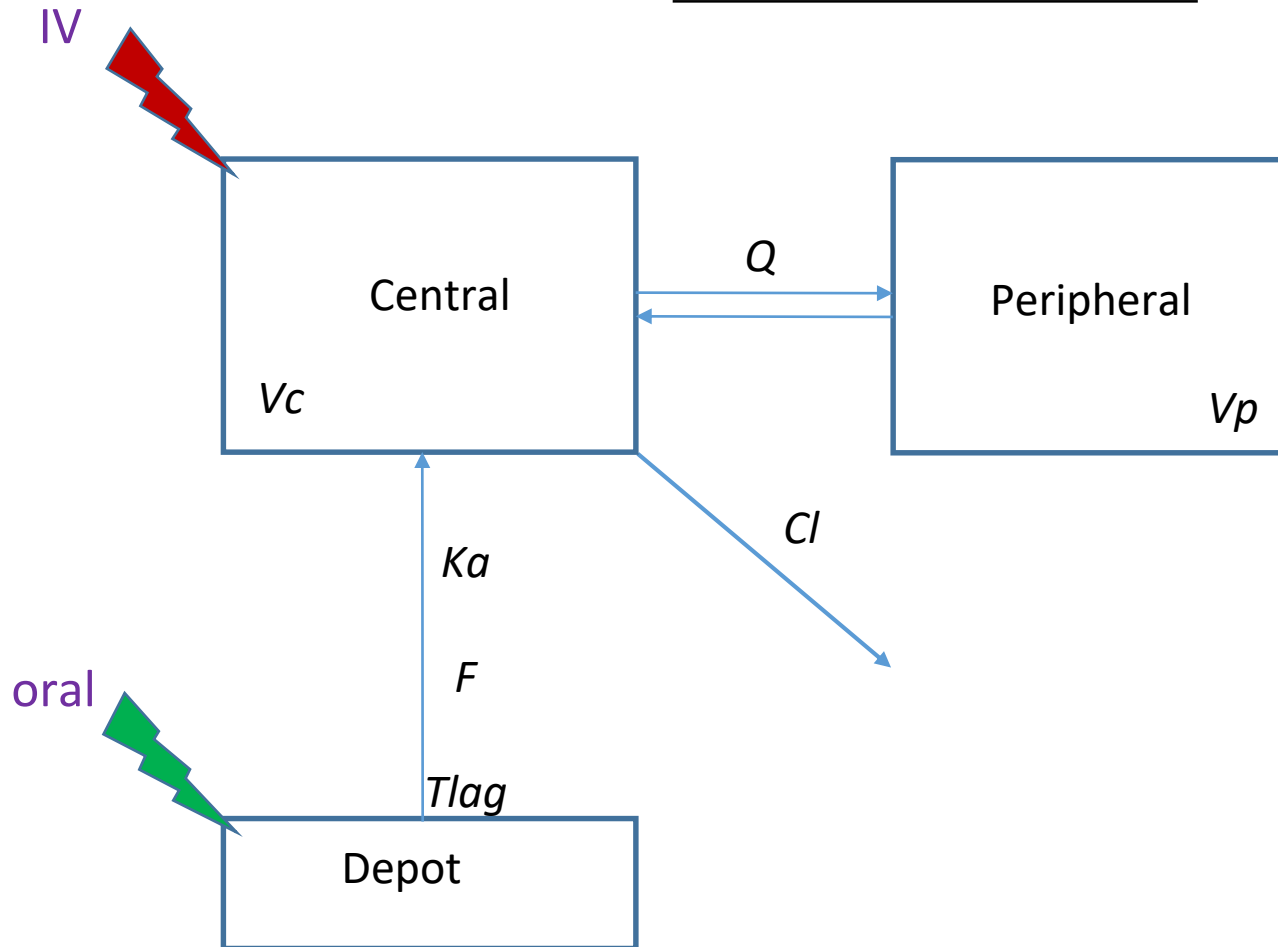 IV
Q
Central
Peripheral
Vc
Vp
Cl
Ka
F
oral
Tlag
Depot